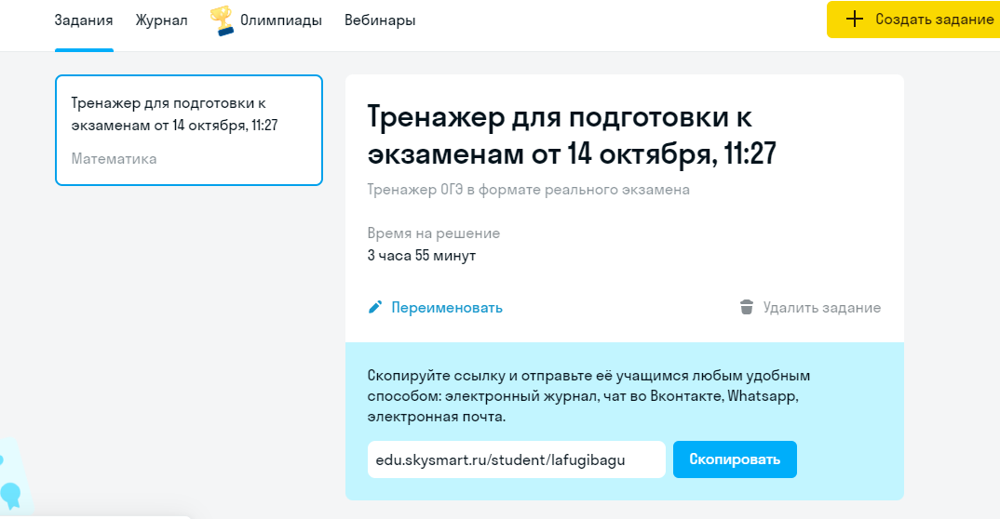 Задания Журнал Олимпиады Вебинары Создать задание
Тренажер для подготовки к
экзаменам от 14 октября, 11:27
Математика
Тренажер для подготовки к
экзаменам от 14 октября, 11:27
Тренажер ОГЭ в формате реального экзамена
Время на решение
3 часа 55 минут
Переименовать Удалить задание
Скопируйте ссылку и отправьте её учащимся любым удобным
способом: электронный журнал, чат во Вконтакте, Whatsapp,
электронная почта.
edu.skysmart.ru/student/lafugibagu Скопировать